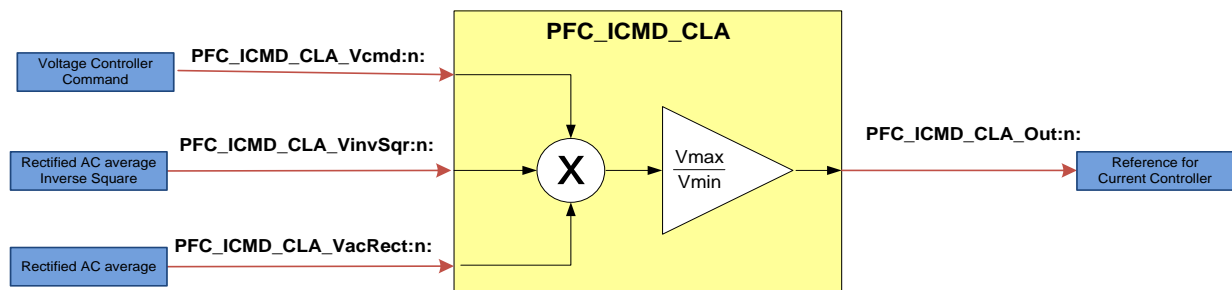 PFC_ICMD_CLA
Voltage Controller
Command
PFC_ICMD_CLA_Vcmd:n:
Rectified AC average
Inverse Square
PFC_ICMD_CLA_VinvSqr:n:
X
Vmax
Vmin
PFC_ICMD_CLA_Out:n:
Reference for
Current Controller
Rectified AC average
PFC_ICMD_CLA_VacRect:n: